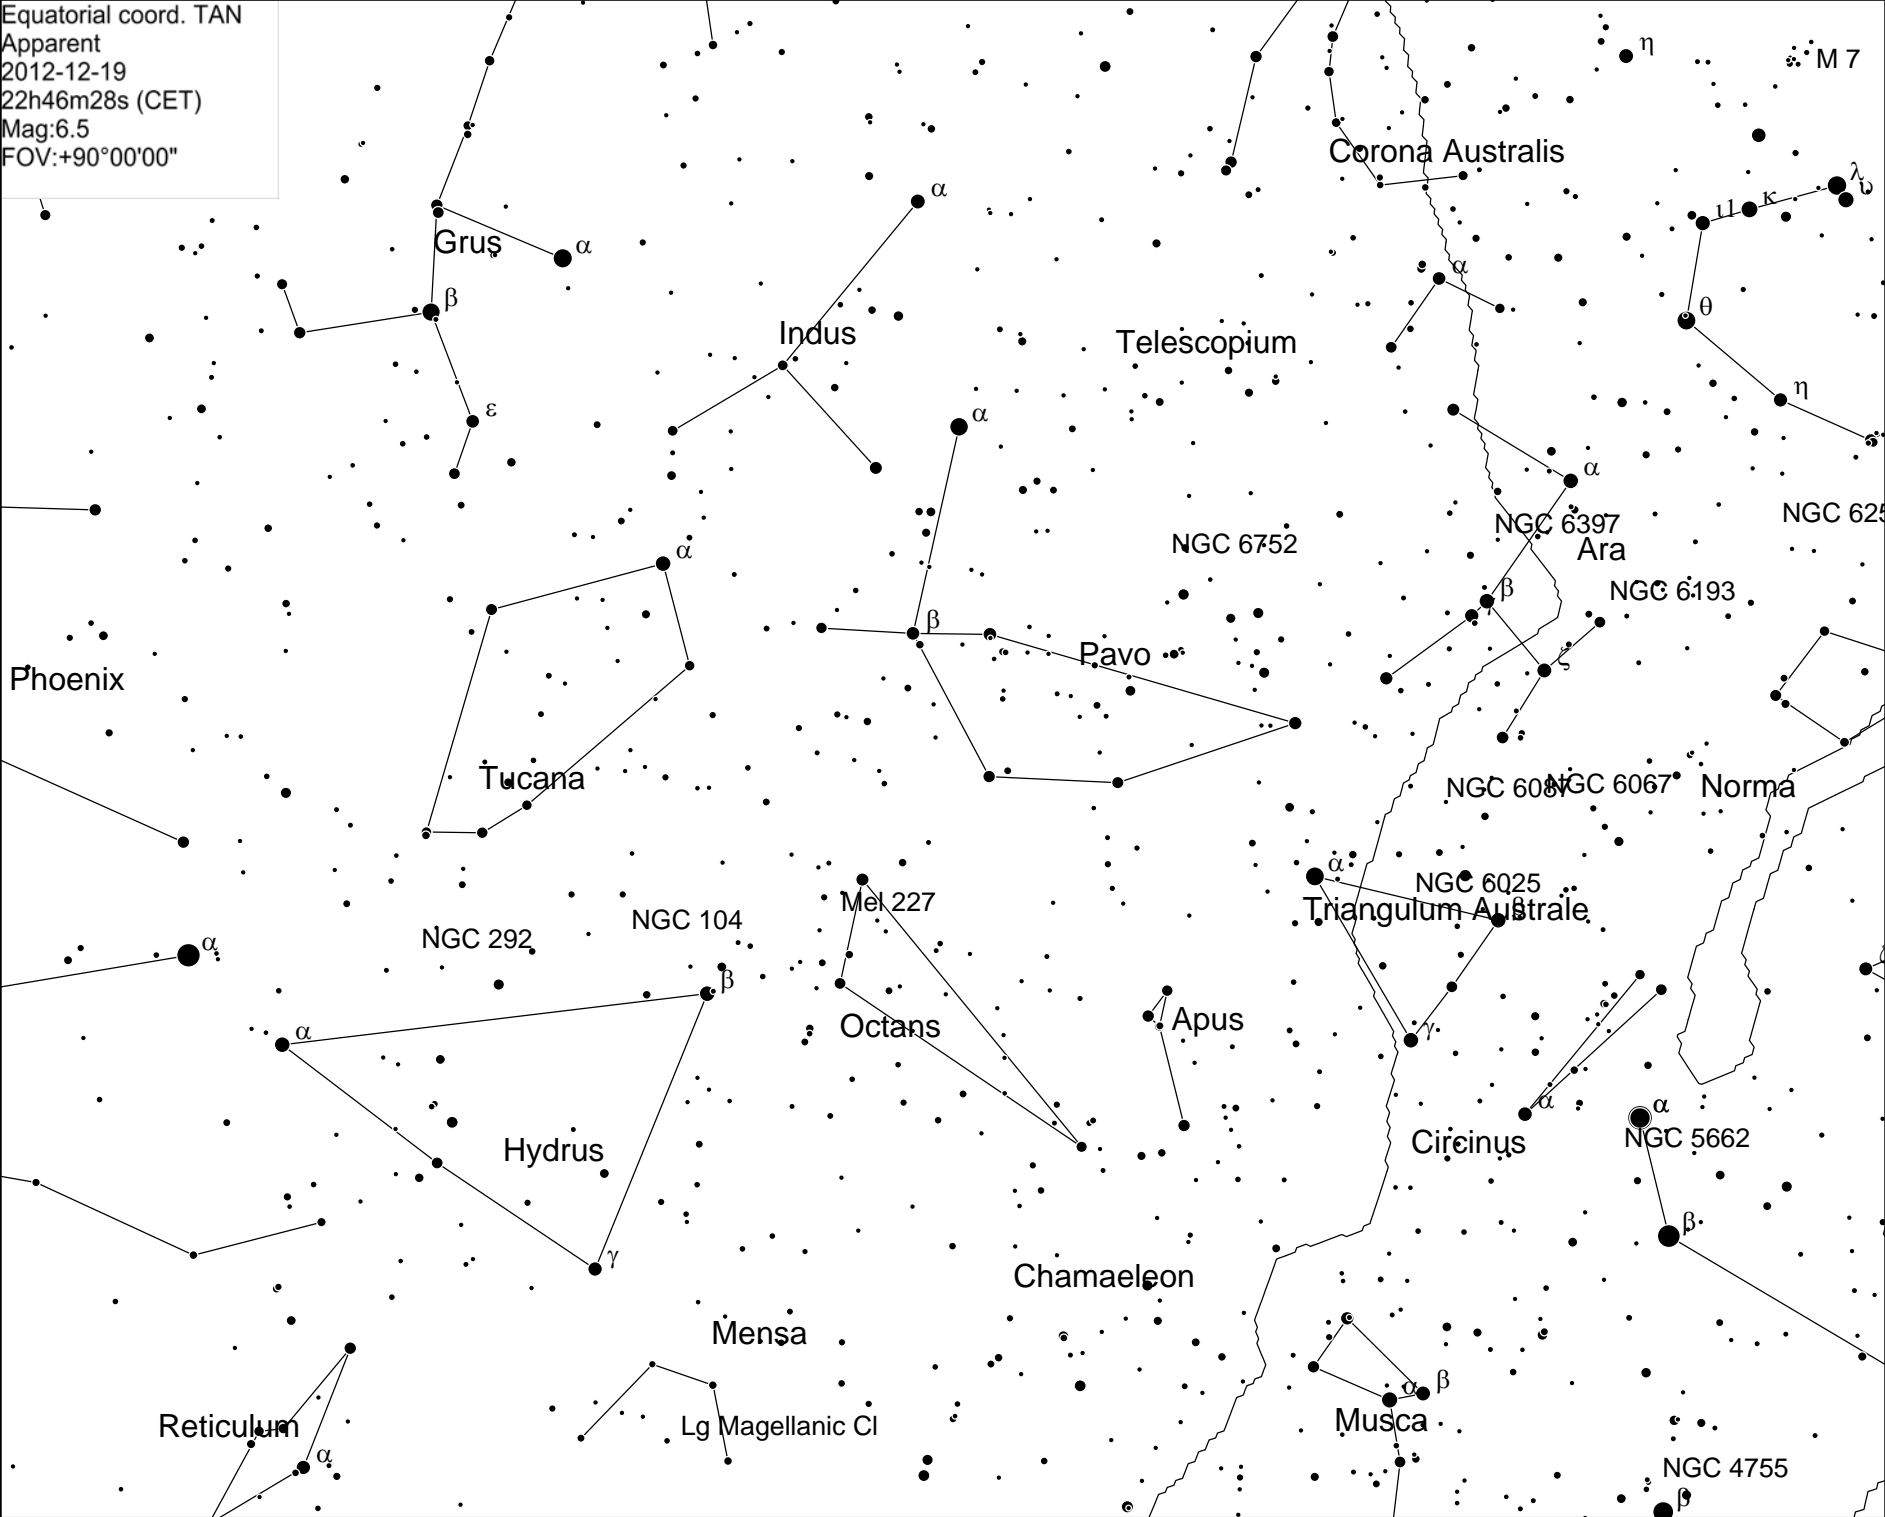 Equatorial coord. TAN
Apparent
2012-12-19
22h46m28s (CET)
Mag:6.5
FOV:+90°00'00"
η
M 7
Corona Australis
λ
υ
α
ι1
κ
Grus
α
α
β
θ
Indus
Telescopium
η
ε
α
α
NGC 625
NGC 6397
α
NGC 6752
Ara
β
NGC 6193
β
Pavo
ζ
Phoenix
Tucana
NGC 6087
NGC 6067
Norma
α
NGC 6025
Mel 227
Triangulum Australe
β
NGC 104
NGC 292
α
β
Octans
Apus
γ
α
α
α
Hydrus
Circinus
NGC 5662
β
γ
Chamaeleon
Mensa
α
β
Musca
Reticulum
Lg Magellanic Cl
α
NGC 4755
β